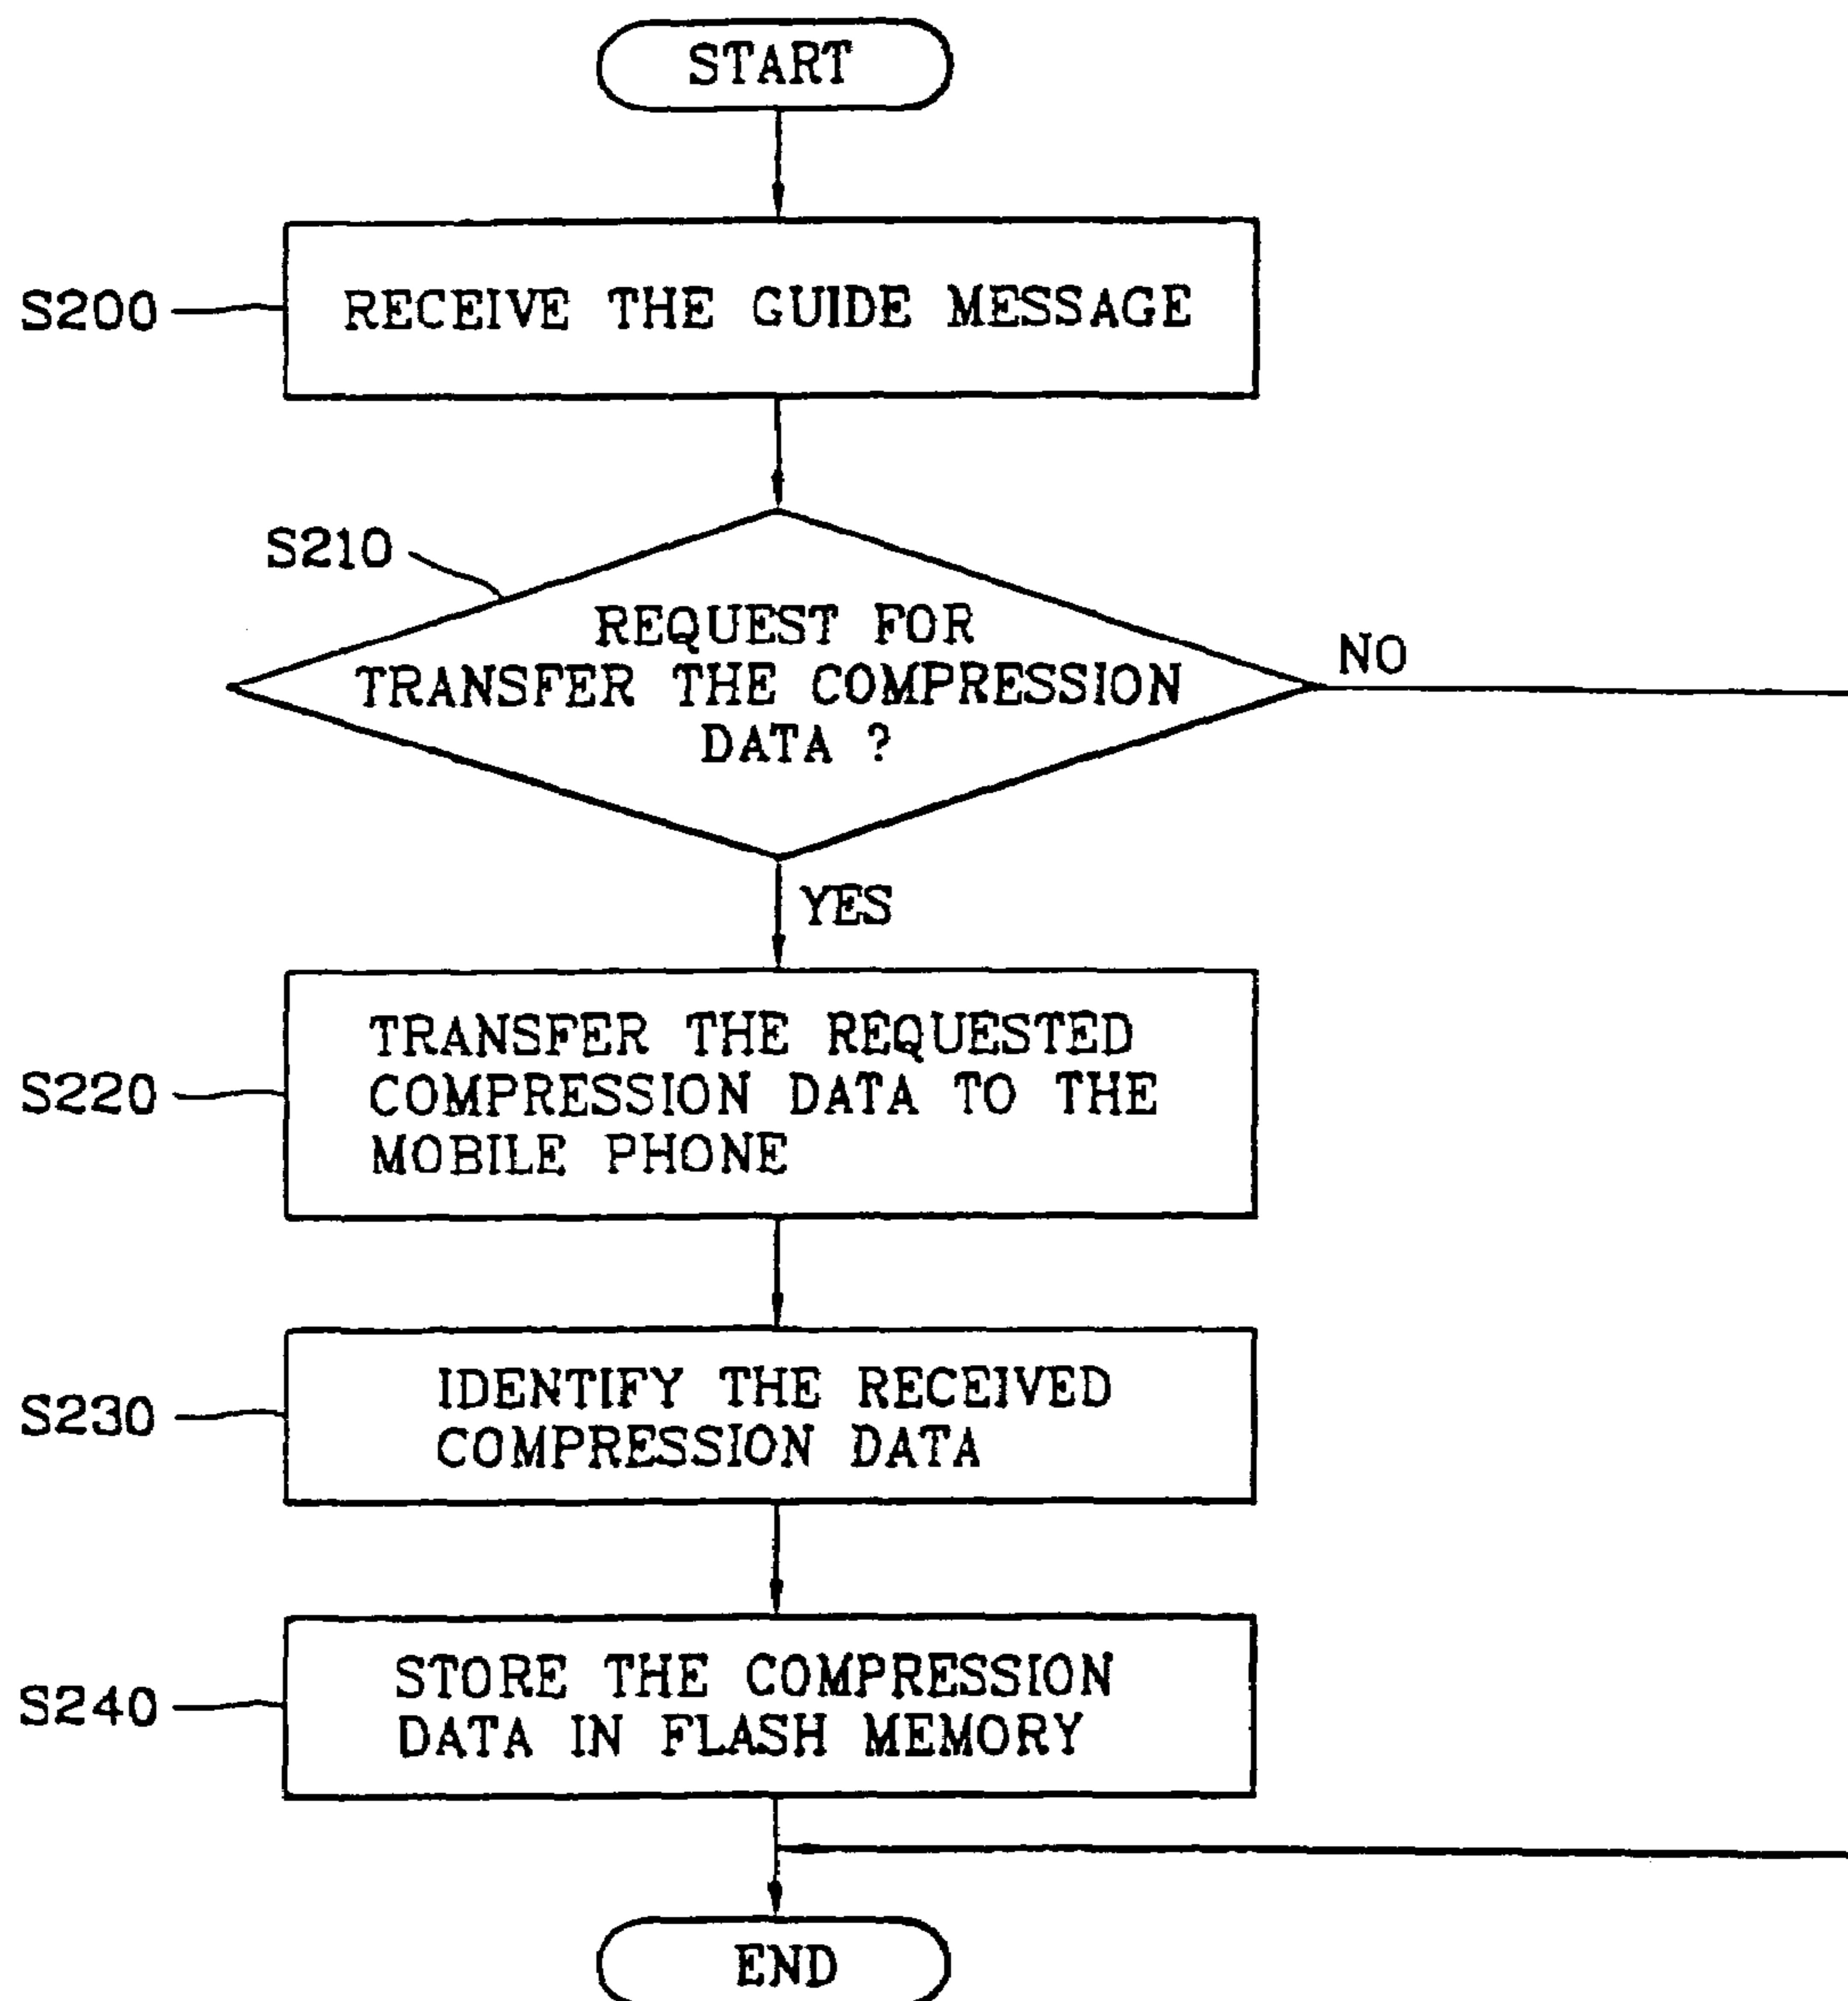 START
S200
RECEIVE THE GUIDE MESSAGE
S210
REQUEST FOR
TRANSFER THE COMPRESSION
DATA ?
NO
YES
S220
TRANSFER THE REQUESTED
COMPRESSION DATA TO THE
MOBILE PHONE
S230
IDENTIFY THE RECEIVED
COMPRESSION DATA
S240
STORE THE COMPRESSION
DATA IN FLASH MEMORY
END